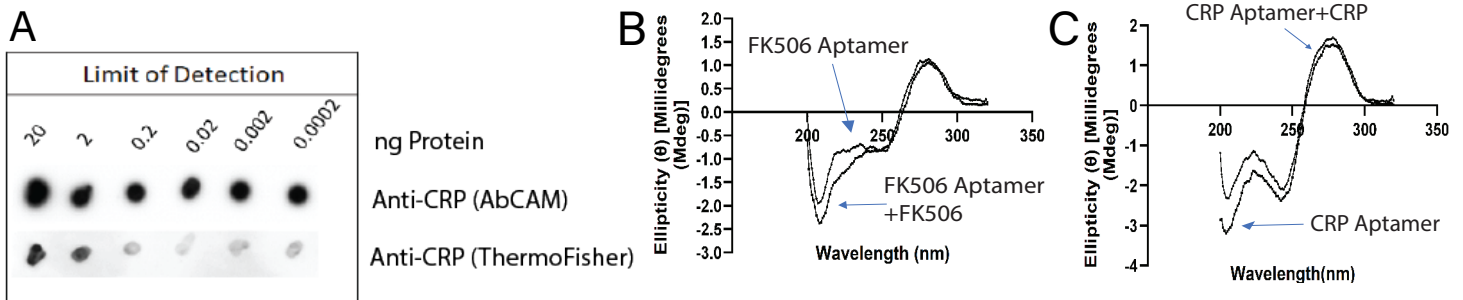 A
Limit of Detection
20 2 0.2 0.02 0.002 0.0002
ng Protein
Anti-CRP (AbCAM)
Anti-CRP (ThermoFisher)
B
Ellipticity (θ) [Millidegrees
(Mdeg)]
2.0
1.5
1.0
0.5
0.0
-0.5
-1.0
-1.5
-2.0
-2.5
-3.0
200 250 300 350
FK506 Aptamer
FK506 Aptamer
+FK506
Wavelength (nm)
C
Ellipticity (θ) [Millidegrees
(Mdeg)]
2
1
0
-1
-2
-3
-4
200 250 300 350
CRP Aptamer+CRP
CRP Aptamer
Wavelength(nm)